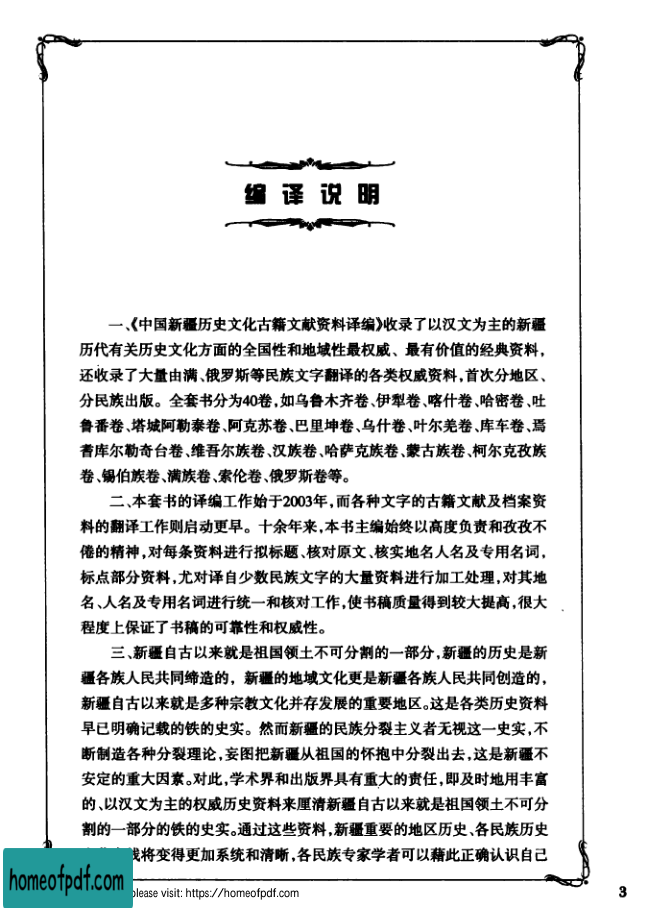 编译说明
一、《中国新疆历史文化古籍文献资料译编》收录了以汉文为主的新疆
历代有关历史文化方面的全国性和地域性最权威、最有价值的经典资料，
还收录了大量由满、俄罗斯等民族文字翻译的各类权威资料，首次分地区、
分民族出版。全套书分为40卷，如乌鲁木齐卷、伊犁卷、喀什卷、哈密卷、吐
鲁番卷、塔城阿勒泰卷、阿克苏卷、巴里坤卷、乌什卷、叶尔羌卷、库车卷、焉
耆库尔勒奇台卷、维吾尔族卷、汉族卷、哈萨克族卷、蒙古族卷、柯尔克孜族
卷、锡伯族卷、满族卷、索伦卷、俄罗斯卷等。
二、本套书的译编工作始于2003年，而各种文字的古籍文献及档案资
料的翻译工作则启动更早。十余年来，本书主编始终以高度负责和孜孜不
倦的精神，对每条资料进行拟标题、核对原文、核实地名人名及专用名词，
标点部分资料，尤对译自少数民族文字的大量资料进行加工处理，对其地
名、人名及专用名词进行统一和核对工作，使书稿质量得到较大提高，很大
程度上保证了书稿的可靠性和权威性。
三、新疆自古以来就是祖国领土不可分割的一部分，新疆的历史是新
疆各族人民共同缔造的，新疆的地域文化更是新疆各族人民共同创造的，
新疆自古以来就是多种宗教文化并存发展的重要地区。这是各类历史资料
早已明确记载的铁的史实。然而新疆的民族分裂主义者无视这一史实，不
断制造各种分裂理论，妄图把新疆从祖国的怀抱中分裂出去，这是新疆不
安定的重大因素。对此，学术界和出版界具有重大的责任，即及时地用丰富
的、以汉文为主的权威历史资料来厘清新疆自古以来就是祖国领土不可分
割的一部分的铁的史实。通过这些资料，新疆重要的地区历史、各民族历史
将变得更加系统和清晰，各民族专家学者可以藉此正确认识自己
homeofpdf.com
please visit: https://homeofpdf.com
3